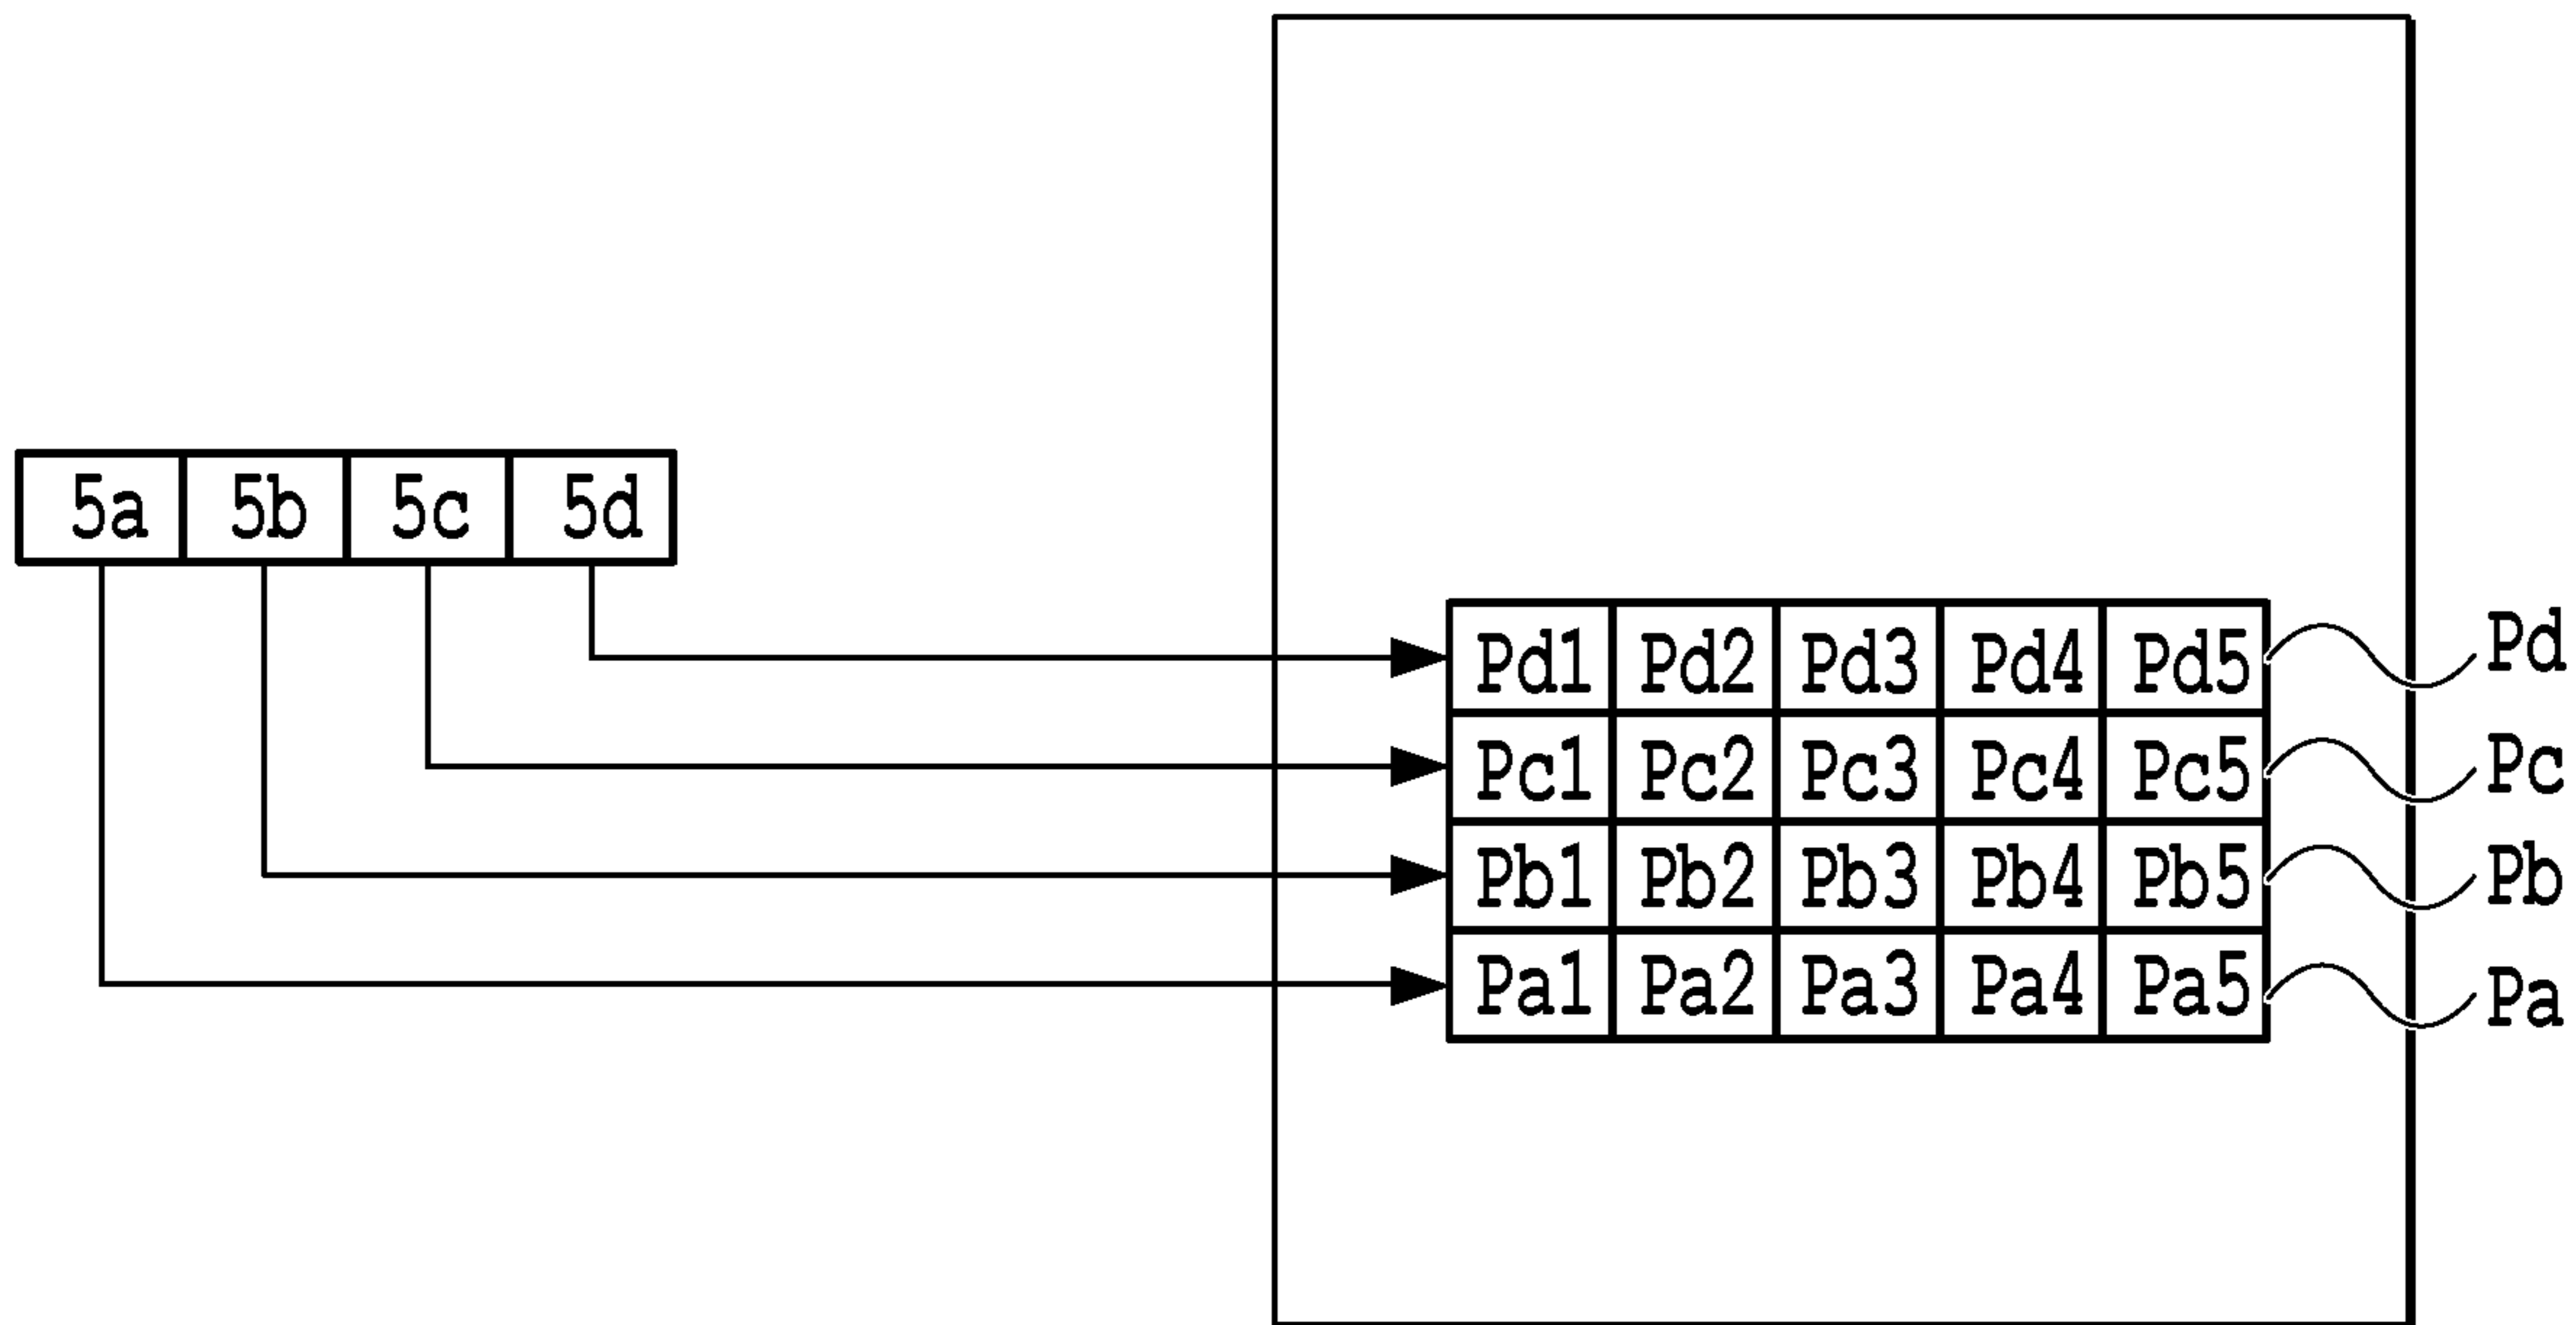 5a 5b 5c 5d
Pd1 Pd2 Pd3 Pd4 Pd5 Pd
Pc1 Pc2 Pc3 Pc4 Pc5 Pc
Pb1 Pb2 Pb3 Pb4 Pb5 Pb
Pa1 Pa2 Pa3 Pa4 Pa5 Pa